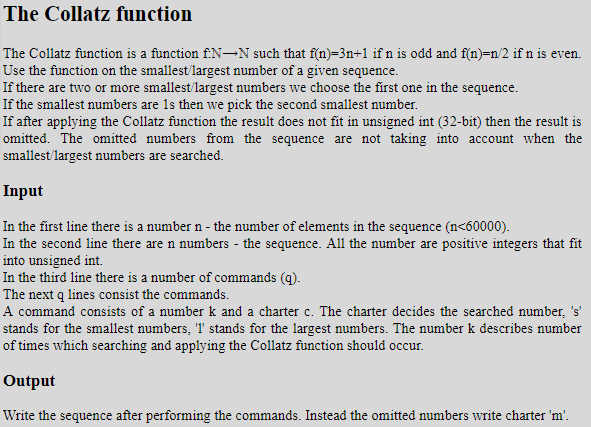 The Collatz function
The Collatz function is a function f:N→N such that f(n)=3n+1 if n is odd and f(n)=n/2 if n is even.
Use the function on the smallest/largest number of a given sequence.
If there are two or more smallest/largest numbers we choose the first one in the sequence.
If the smallest numbers are 1s then we pick the second smallest number.
If after applying the Collatz function the result does not fit in unsigned int (32-bit) then the result is
omitted. The omitted numbers from the sequence are not taking into account when the
smallest/largest numbers are searched.
Input
In the first line there is a number n - the number of elements in the sequence (n<60000).
In the second line there are n numbers - the sequence. All the number are positive integers that fit
into unsigned int.
In the third line there is a number of commands (q).
The next q lines consist the commands.
A command consists of a number k and a charter c. The charter decides the searched number, 's'
stands for the smallest numbers, 'l' stands for the largest numbers. The number k describes number
of times which searching and applying the Collatz function should occur.
Output
Write the sequence after performing the commands. Instead the omitted numbers write charter 'm'.